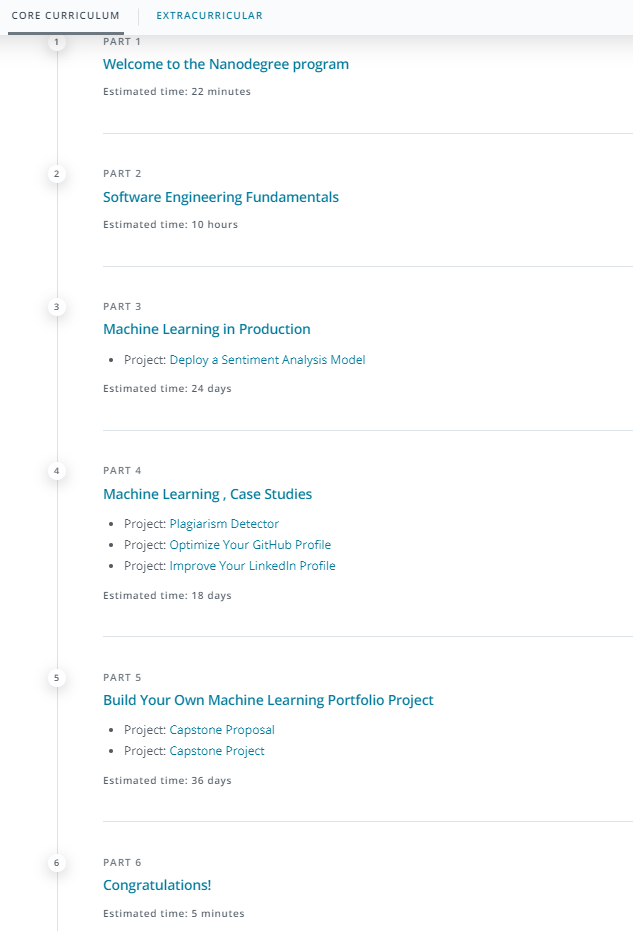 CORE CURRICULUM
EXTRACURRICULAR
1
PART 1
Welcome to the Nanodegree program
Estimated time: 22 minutes
2
PART 2
Software Engineering Fundamentals
Estimated time: 10 hours
3
PART 3
Machine Learning in Production
Project: Deploy a Sentiment Analysis Model
Estimated time: 24 days
4
PART 4
Machine Learning , Case Studies
Project: Plagiarism Detector
Project: Optimize Your GitHub Profile
Project: Improve Your LinkedIn Profile
Estimated time: 18 days
5
PART 5
Build Your Own Machine Learning Portfolio Project
Project: Capstone Proposal
Project: Capstone Project
Estimated time: 36 days
6
PART 6
Congratulations!
Estimated time: 5 minutes